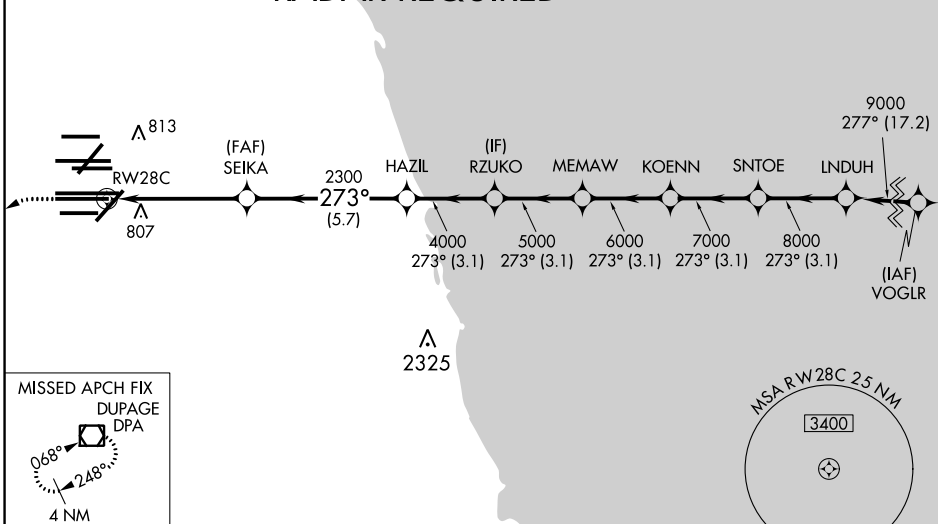 RADAR REQUIRED
813
RW28C
807
(FAF)
SEIKA
2300
273°
(5.7)
HAZIL
4000
273° (3.1)
(IF)
RZUKO
5000
273° (3.1)
MEMAW
6000
273° (3.1)
KOENN
7000
273° (3.1)
SNTOE
8000
273° (3.1)
LNDUH
9000
277° (17.2)
(IAF)
VOGLR
2325
MISSED APCH FIX
DUPAGE
DPA
068°
248°
4 NM
MSA RW28C 25 NM
3400